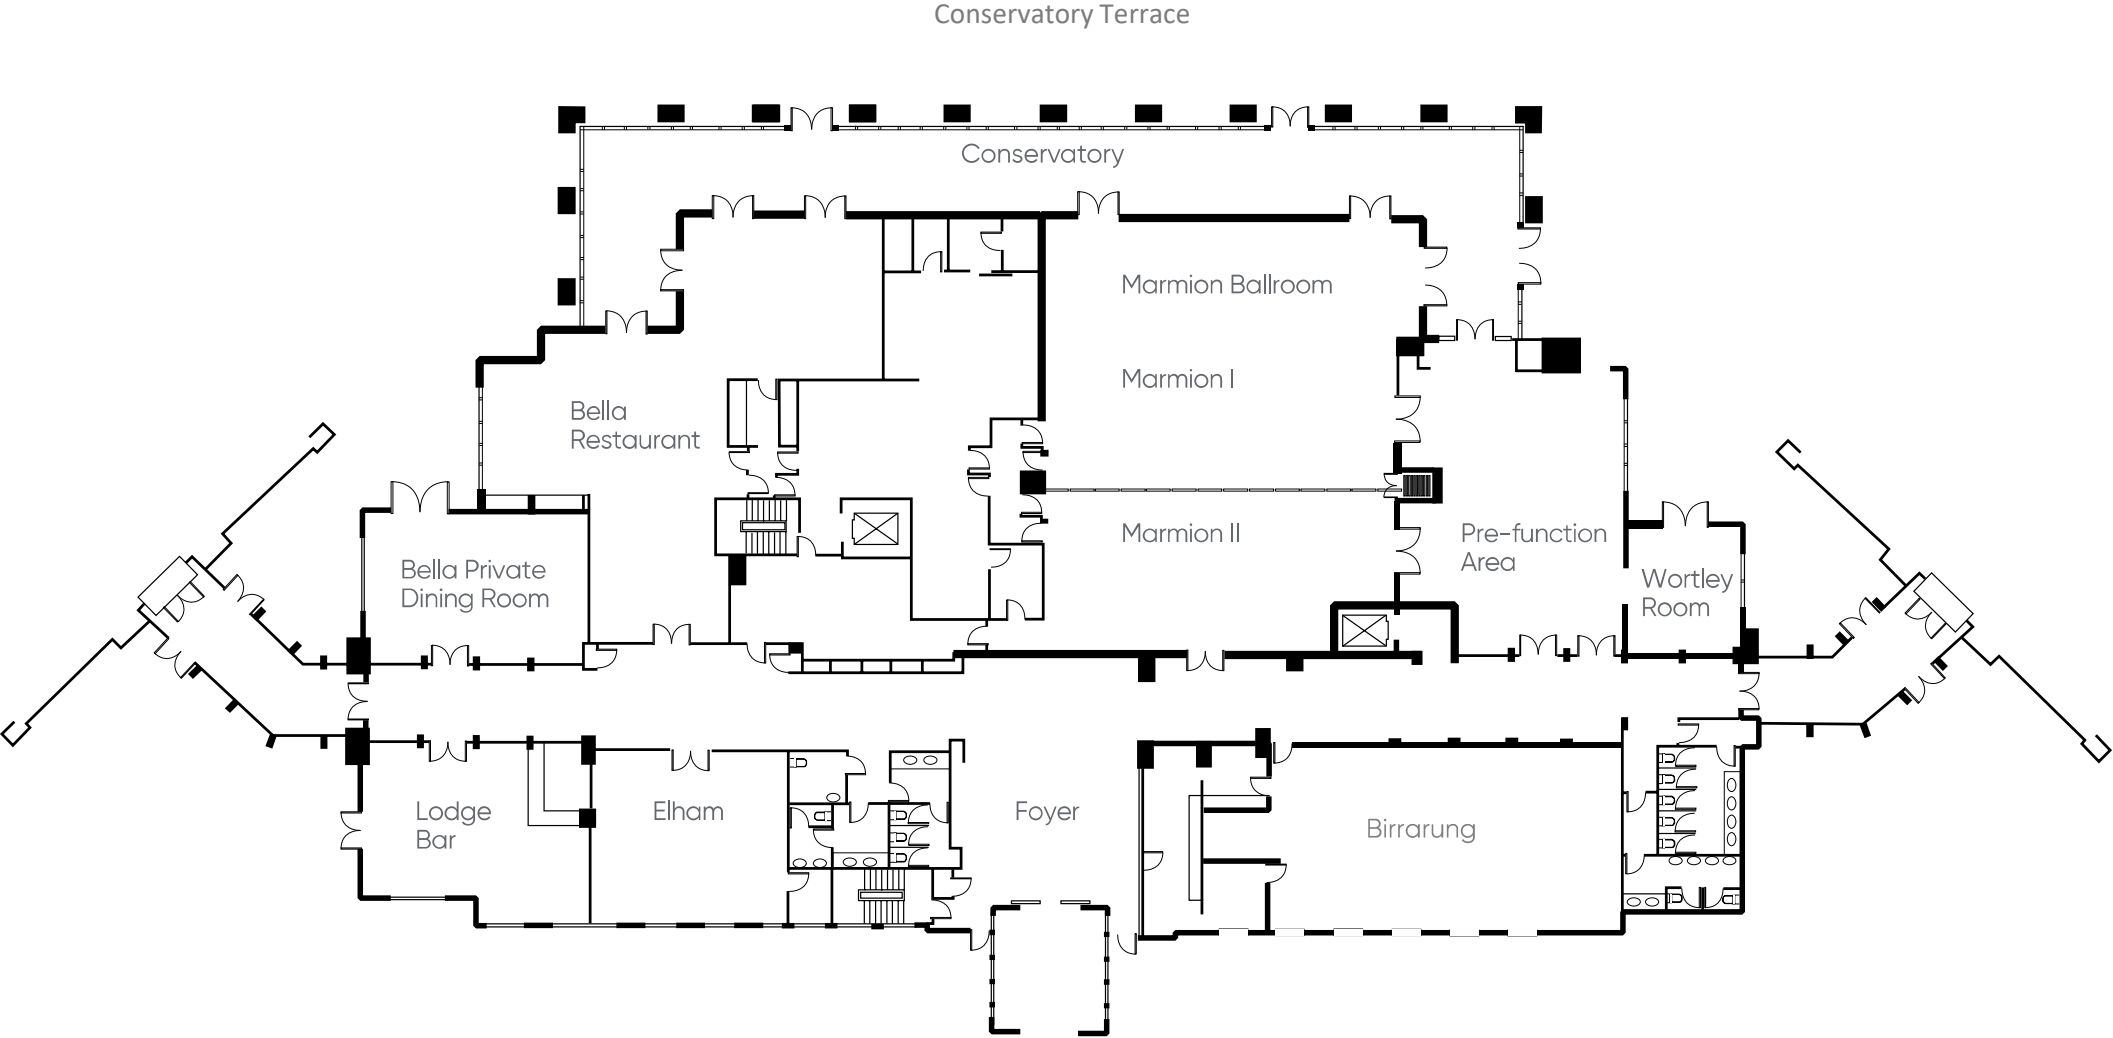 Conservatory Terrace
Conservatory
Marmion Ballroom
Marmion I
Bella
Restaurant
Marmion II
Pre-function
Area
Bella Private
Dining Room
Wortley
Room
Lodge
Bar
Elham
Foyer
Birrarung